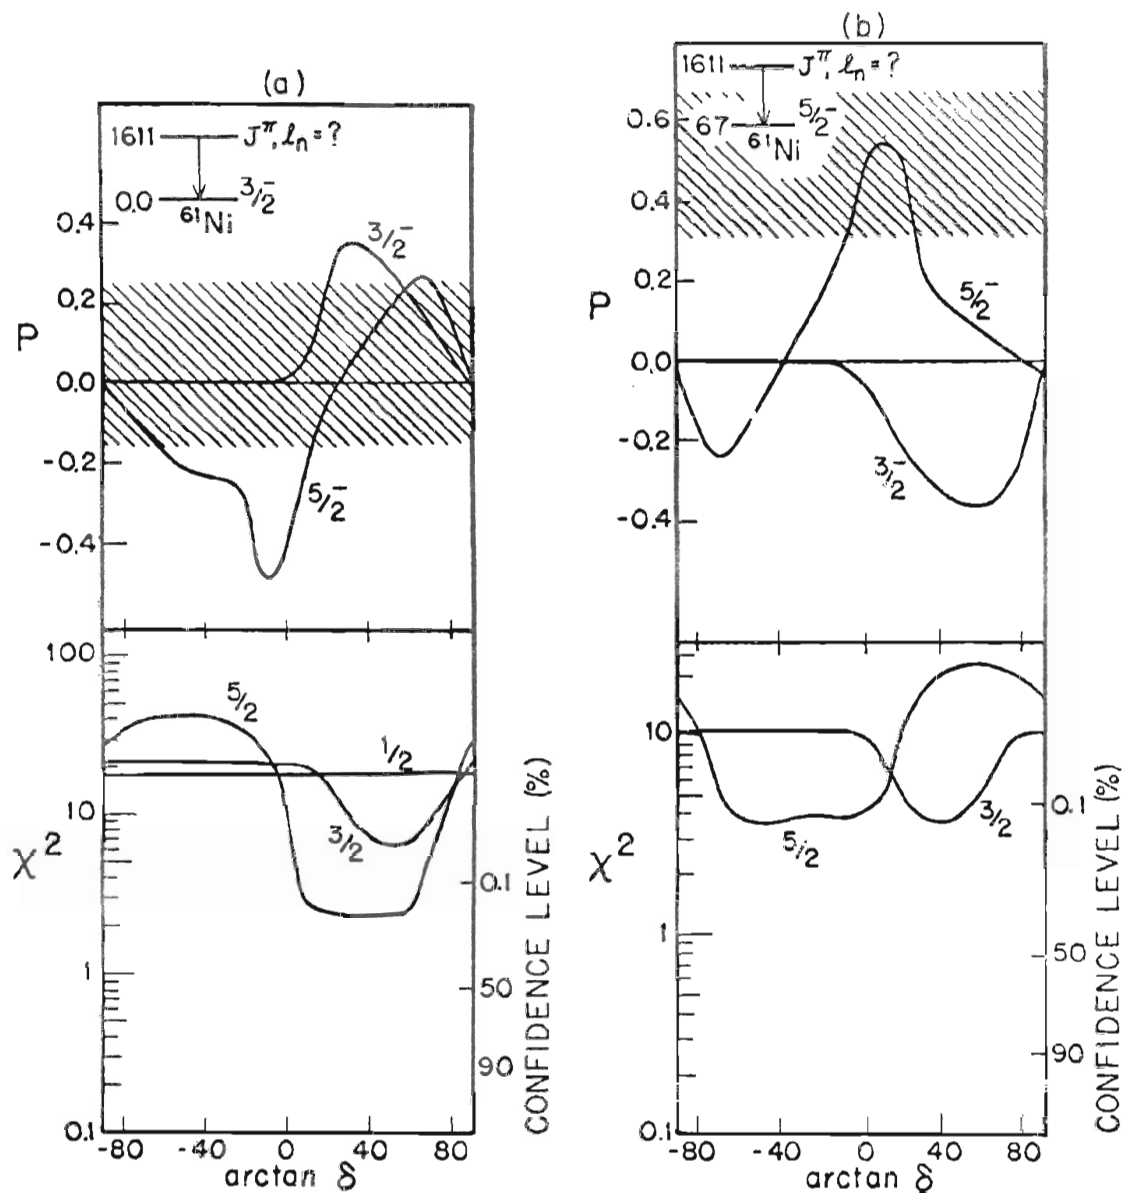 (a)
1611 Jπ, ℓn = ?
0.0 3/2-
61Ni
0.4
0.2
0.0
-0.2
-0.4
P
3/2-
5/2-
100
10
1
0.1
χ2
5/2
1/2
3/2
0.1
50
90
CONFIDENCE LEVEL (%)
-80 -40 0 40 80
arctan δ
(b)
1611 Jπ, ℓn = ?
67 5/2-
61Ni
0.6
0.4
0.2
0.0
-0.2
-0.4
P
5/2-
3/2-
10
1
0.1
χ2
5/2
3/2
0.1
50
90
CONFIDENCE LEVEL (%)
-80 -40 0 40 80
arctan δ